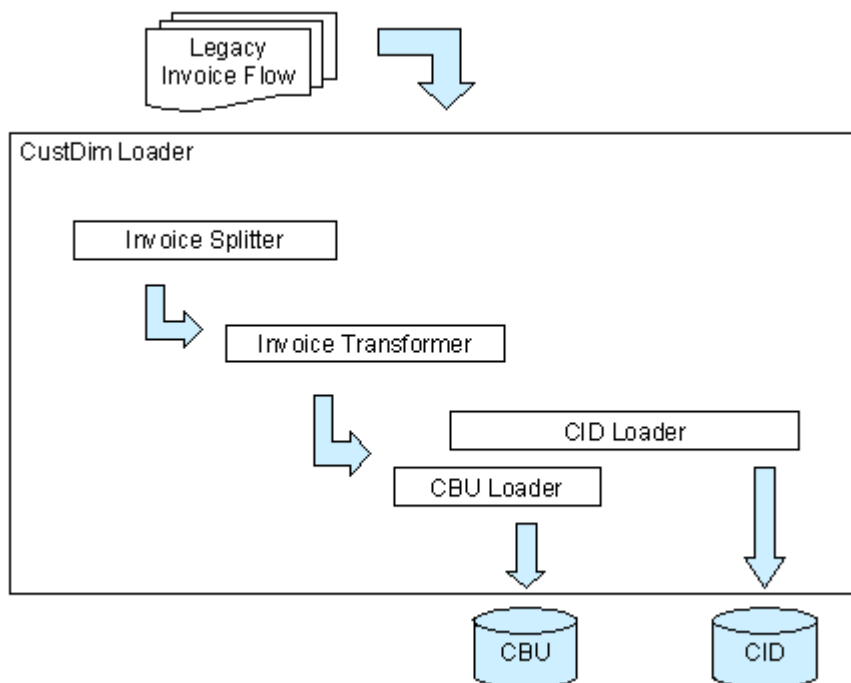 Legacy
Invoice Flow
CustDim Loader
Invoice Splitter
Invoice Transformer
CID Loader
CBU Loader
CBU
CID